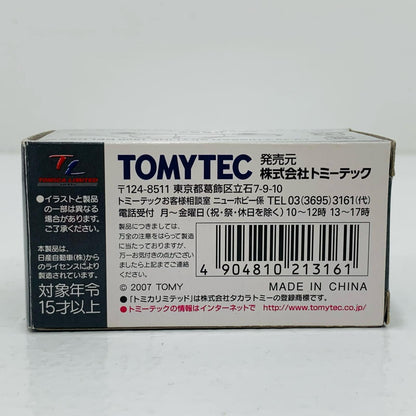 TL
TOMICA LIMITED
●イラストと製品
の一部は異なる
場合があります。
ご了承ください。
本製品は、
日産自動車(株)から
のライセンスにより
製造されています。
対象年令
15才以上
TOMYTEC 発売元
株式会社トミーテック
〒124-8511 東京都葛飾区立石7-9-10
トミーテックお客様相談室 ニューホビー係 TEL 03(3695)3161(代)
電話受付 月〜金曜日(祝・祭・休日を除く) 10〜12時 13〜17時
製品につきましては、
万全の注意をはらって製造
に当たっておりますが、
万一お気付きの点がござい
ましたら上記までご連絡
ください。
4 904810 213161
© 2007 TOMY MADE IN CHINA
●「トミカリミテッド」は株式会社タカラトミーの登録商標です。
●トミーテックの情報はインターネットで http://www.tomytec.co.jp/